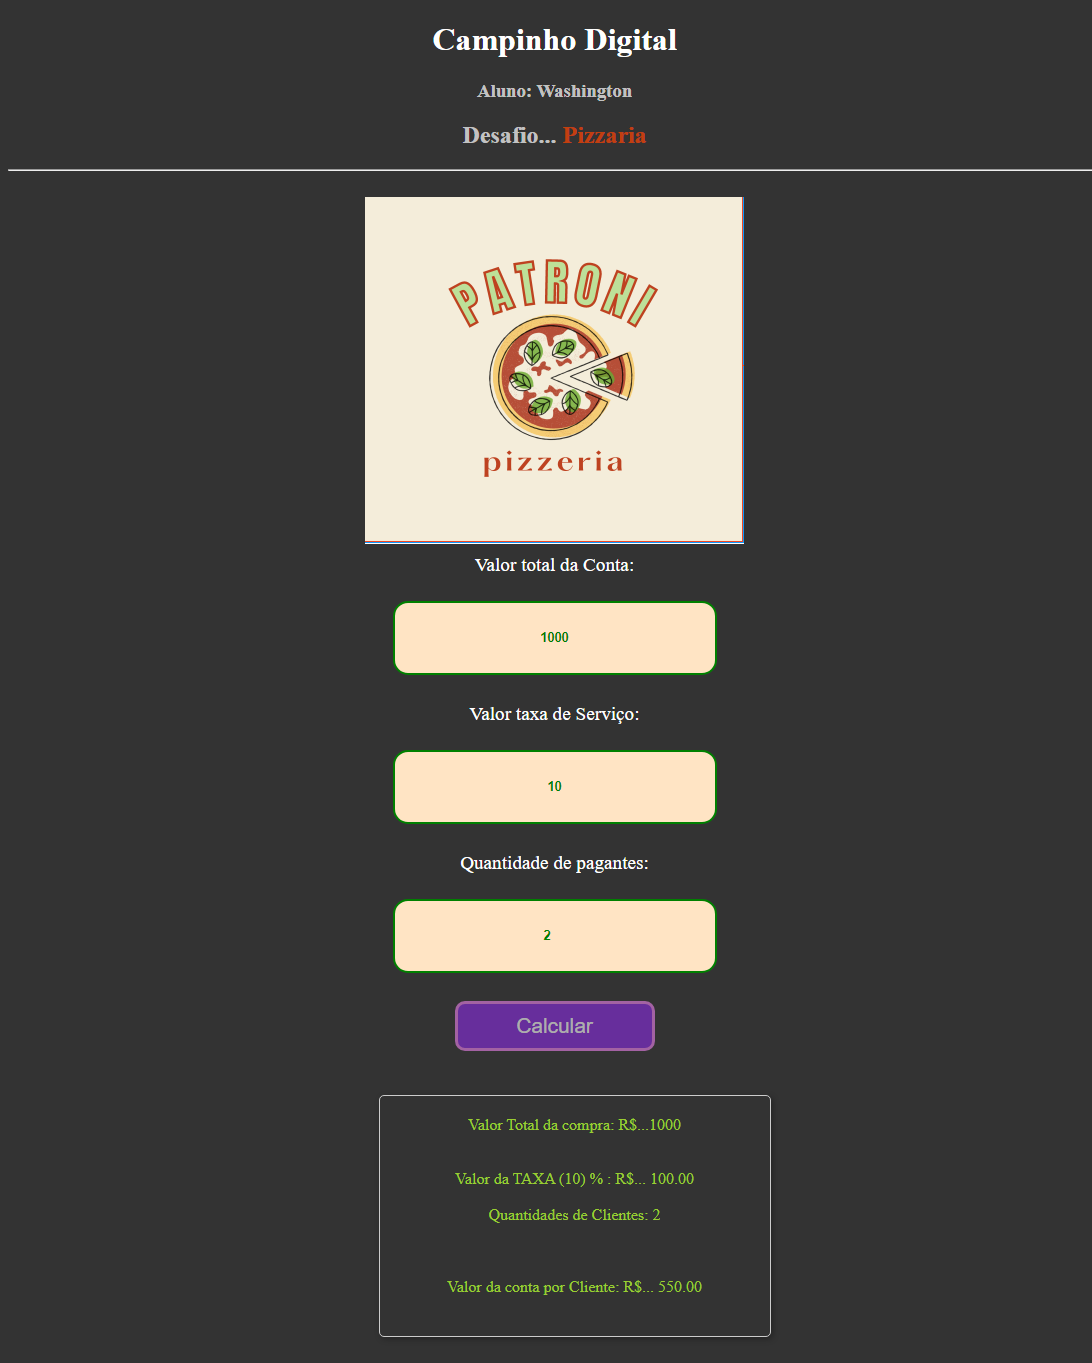 Campinho Digital
Aluno: Washington
Desafio... Pizzaria
PATRONI
pizzeria
Valor total da Conta:
1000
Valor taxa de Serviço:
10
Quantidade de pagantes:
2
Calcular
Valor Total da compra: R$...1000
Valor da TAXA (10) % : R$... 100.00
Quantidades de Clientes: 2
Valor da conta por Cliente: R$... 550.00